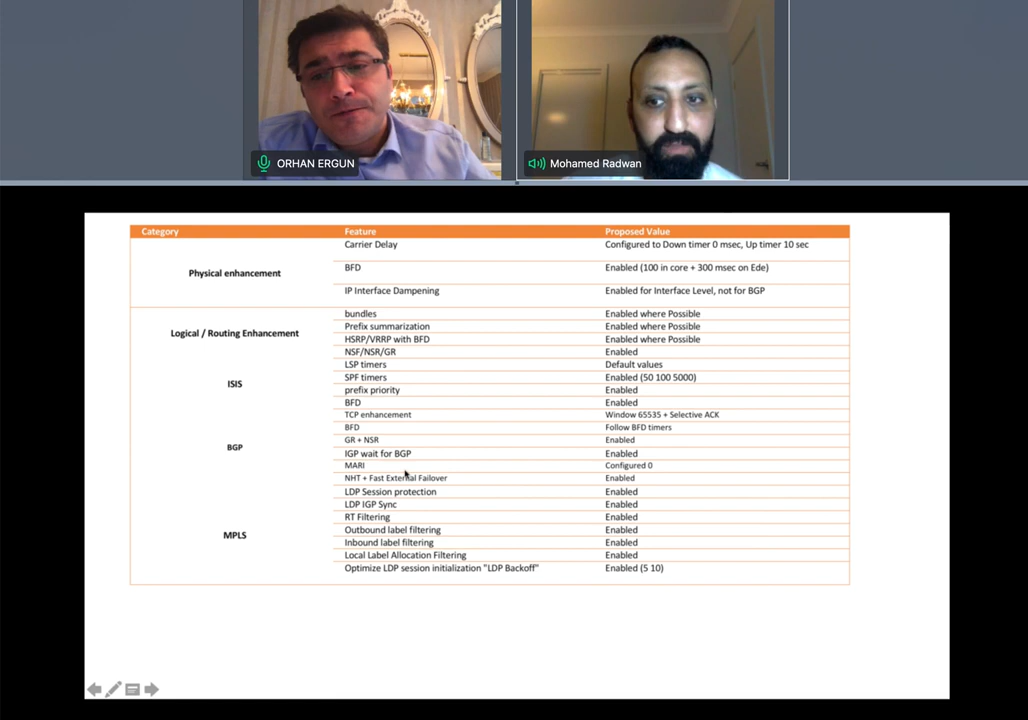 ORHAN ERGUN
Mohamed Radwan
Category Feature Proposed Value
Carrier Delay Configured to Down timer 0 msec, Up timer 10 sec
Physical enhancement BFD Enabled (100 in core + 300 msec on Ede)
IP Interface Dampening Enabled for Interface Level, not for BGP
bundles Enabled where Possible
Prefix summarization Enabled where Possible
Logical / Routing Enhancement HSRP/VRRP with BFD Enabled where Possible
NSF/NSR/GR Enabled
LSP timers Default values
SPF timers Enabled (50 100 5000)
ISIS prefix priority Enabled
BFD Enabled
TCP enhancement Window 65535 + Selective ACK
BFD Follow BFD timers
GR + NSR Enabled
BGP IGP wait for BGP Enabled
MARI Configured 0
NHT + Fast External Failover Enabled
LDP Session protection Enabled
LDP IGP Sync Enabled
RT Filtering Enabled
Outbound label filtering Enabled
MPLS Inbound label filtering Enabled
Local Label Allocation Filtering Enabled
Optimize LDP session initialization "LDP Backoff" Enabled (5 10)